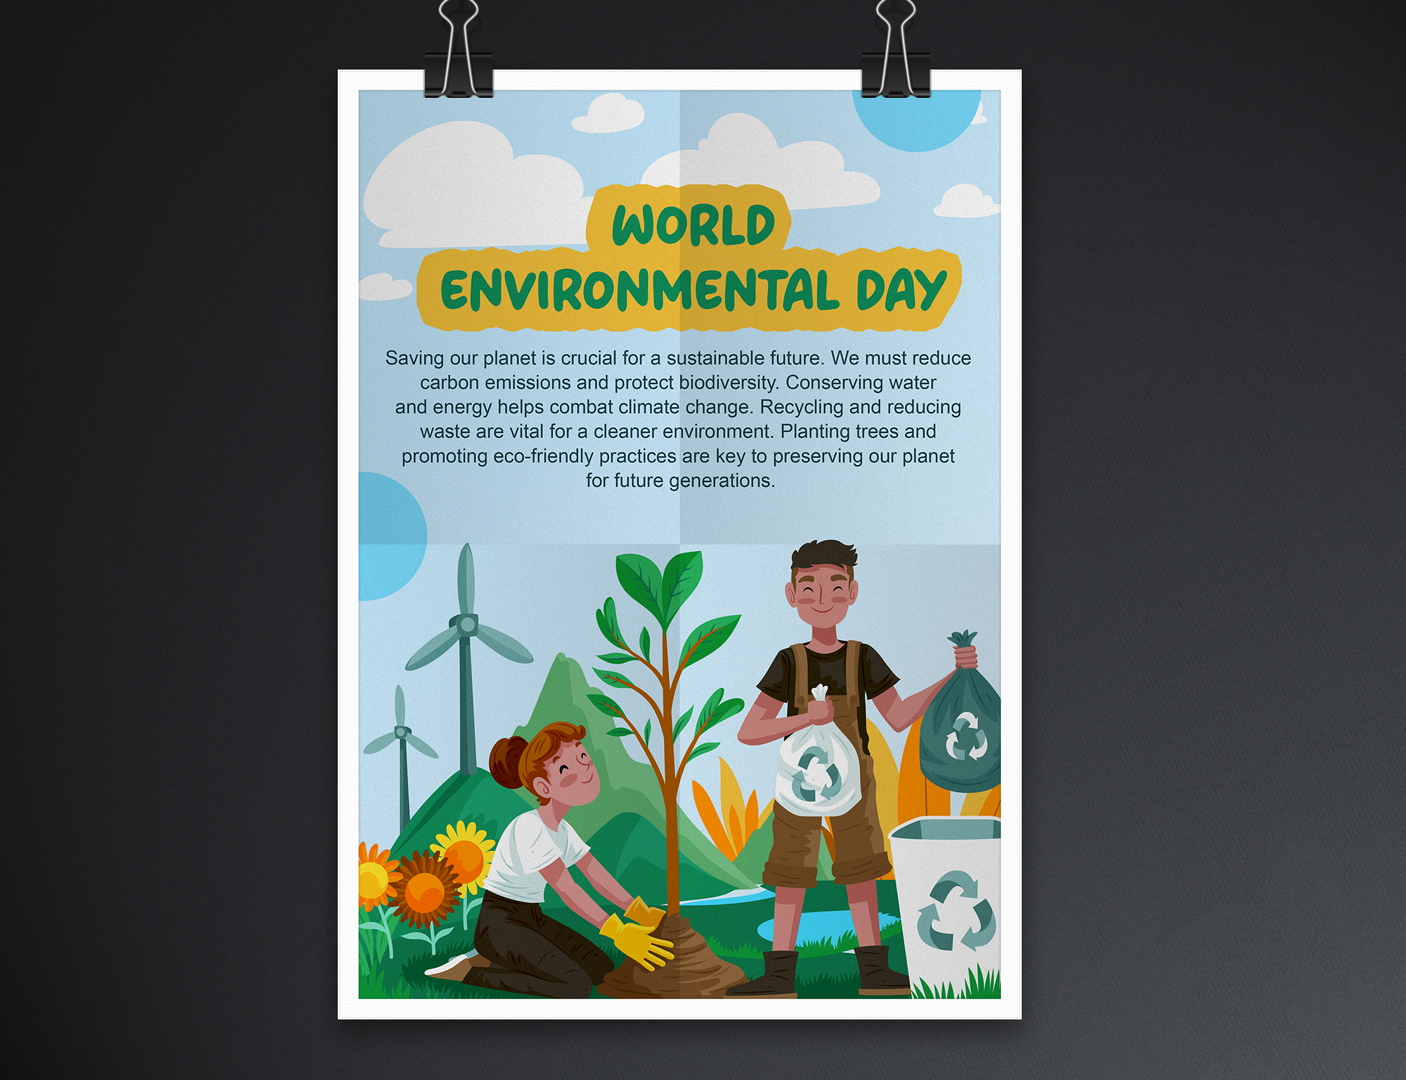 WORLD
ENVIRONMENTAL DAY
Saving our planet is crucial for a sustainable future. We must reduce
carbon emissions and protect biodiversity. Conserving water
and energy helps combat climate change. Recycling and reducing
waste are vital for a cleaner environment. Planting trees and
promoting eco-friendly practices are key to preserving our planet
for future generations.